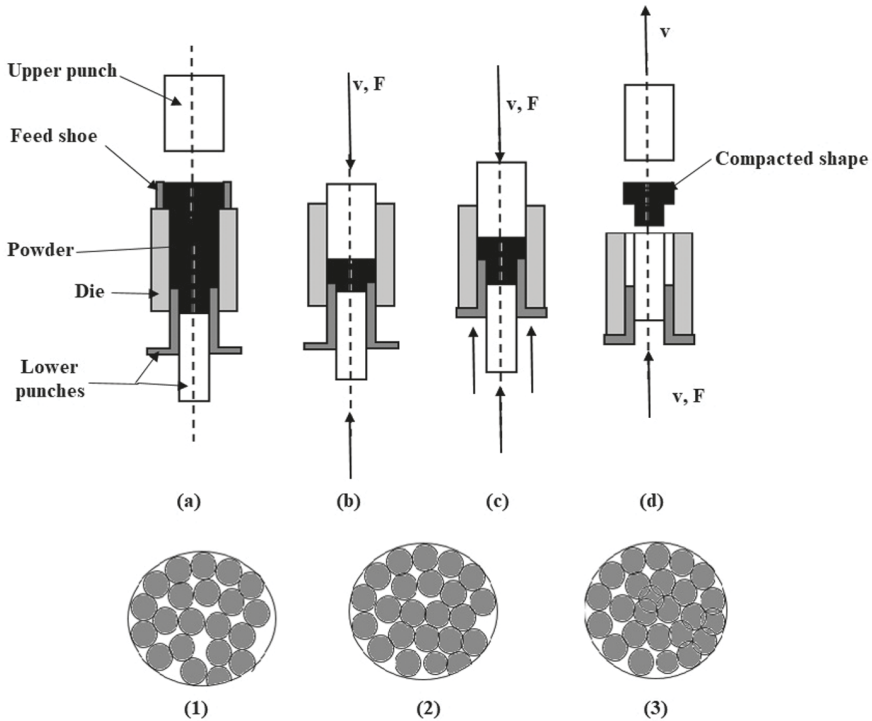 Upper punch
Feed shoe
Powder
Die
Lower
punches
v, F
v, F
v
Compacted shape
v, F
(a)
(b)
(c)
(d)
(1)
(2)
(3)